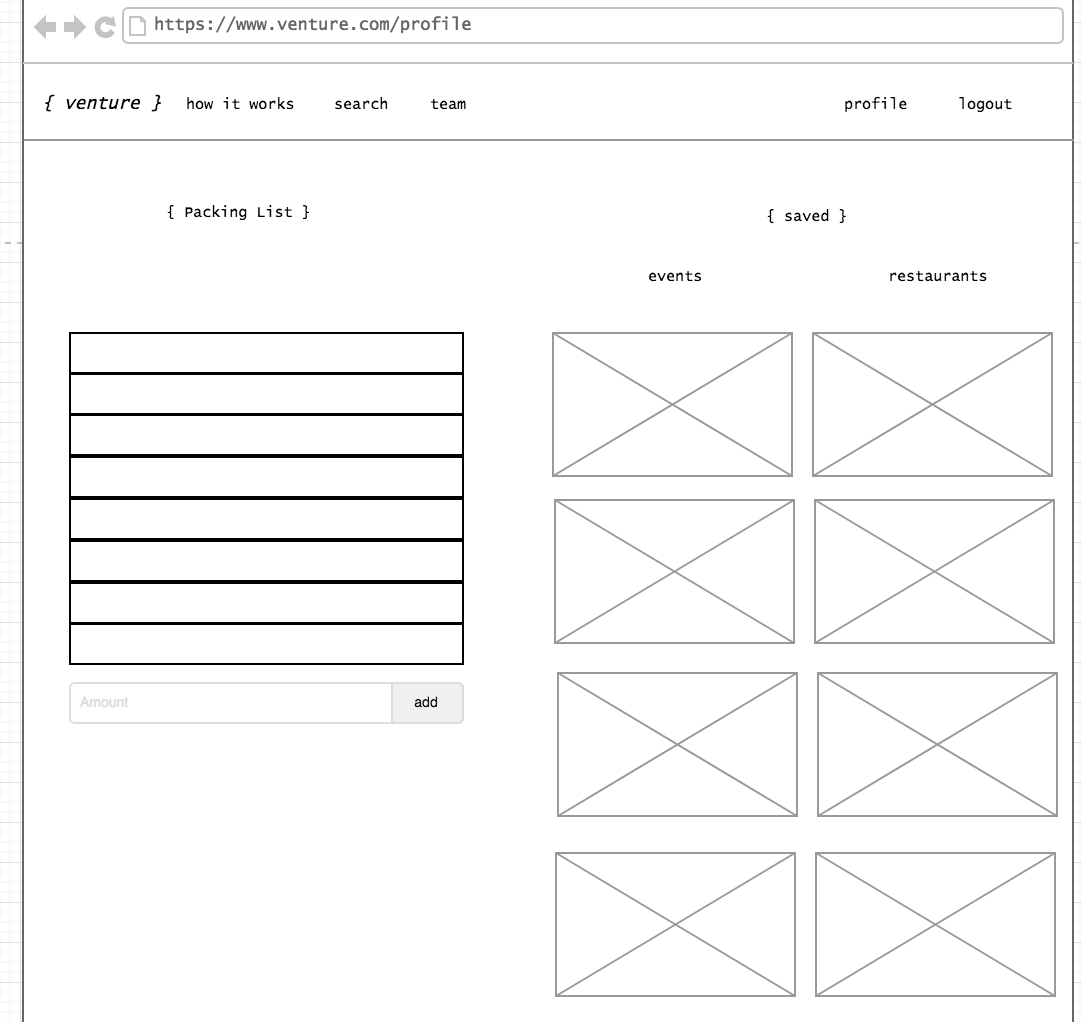 https://www.venture.com/profile
{ venture } how it works search team profile logout
{ Packing List }
{ saved }
events restaurants
Amount add